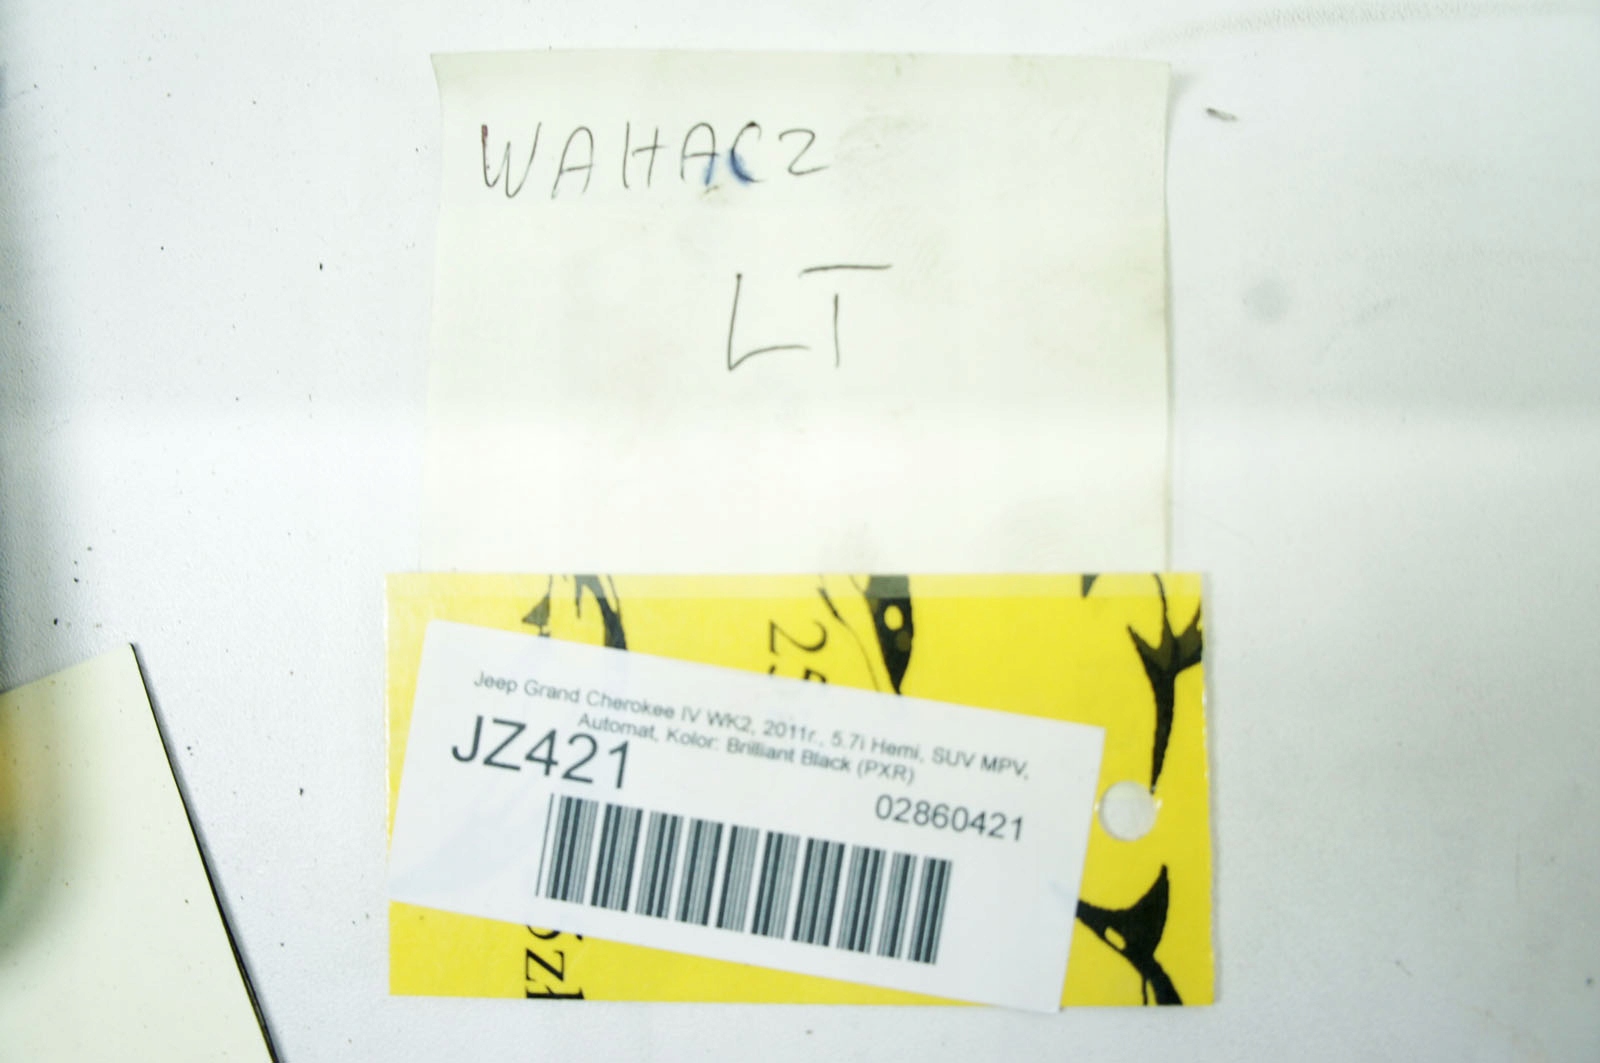 WAHACZ
LT
25
Jeep Grand Cherokee IV WK2, 2011r., 5.7i Hemi, SUV MPV,
Automat, Kolor: Brilliant Black (PXR)
JZ421
02860421